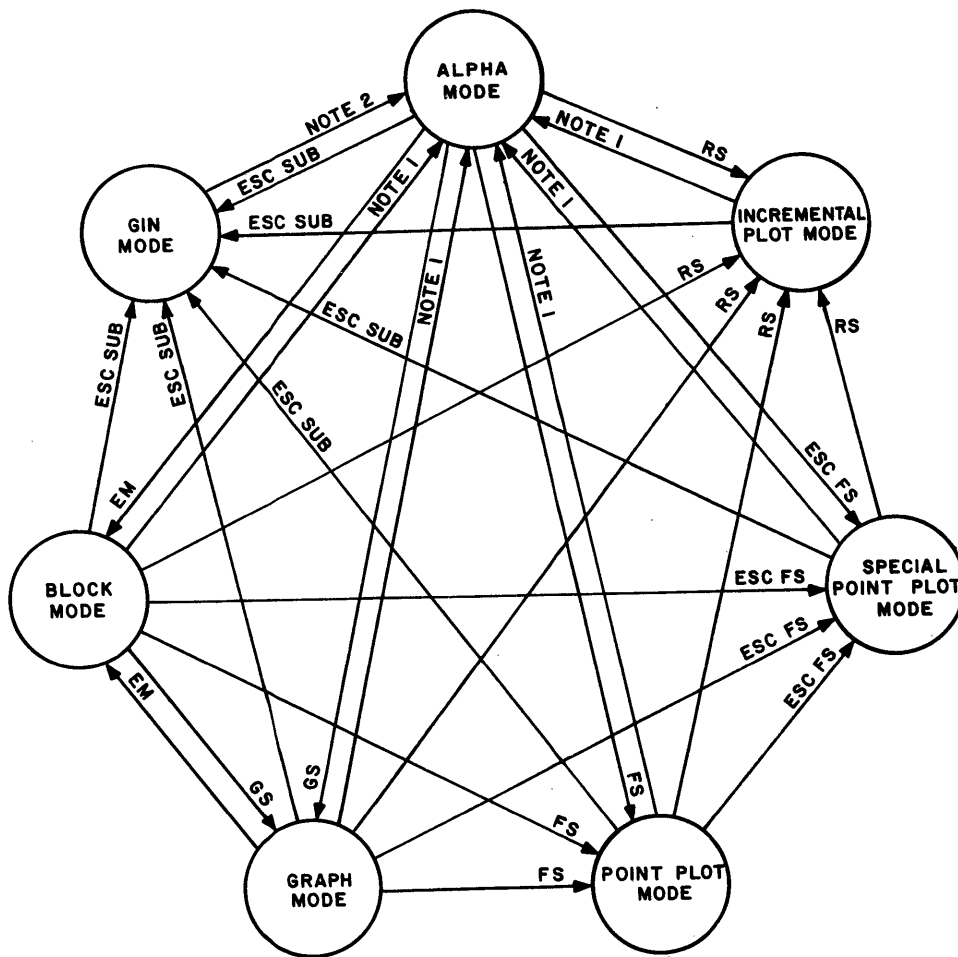 ALPHA
MODE
NOTE 2
ESC SUB
NOTE 1
RS
GIN
MODE
NOTE 1
NOTE 1
INCREMENTAL
PLOT MODE
ESC SUB
NOTE 1
NOTE 1
RS
RS
RS
RS
ESC SUB
ESC SUB
ESC SUB
ESC SUB
EM
ESC FS
BLOCK
MODE
ESC FS
SPECIAL
POINT PLOT
MODE
ESC FS
ESC FS
EM
GS
GS
FS
FS
GRAPH
MODE
FS
POINT PLOT
MODE